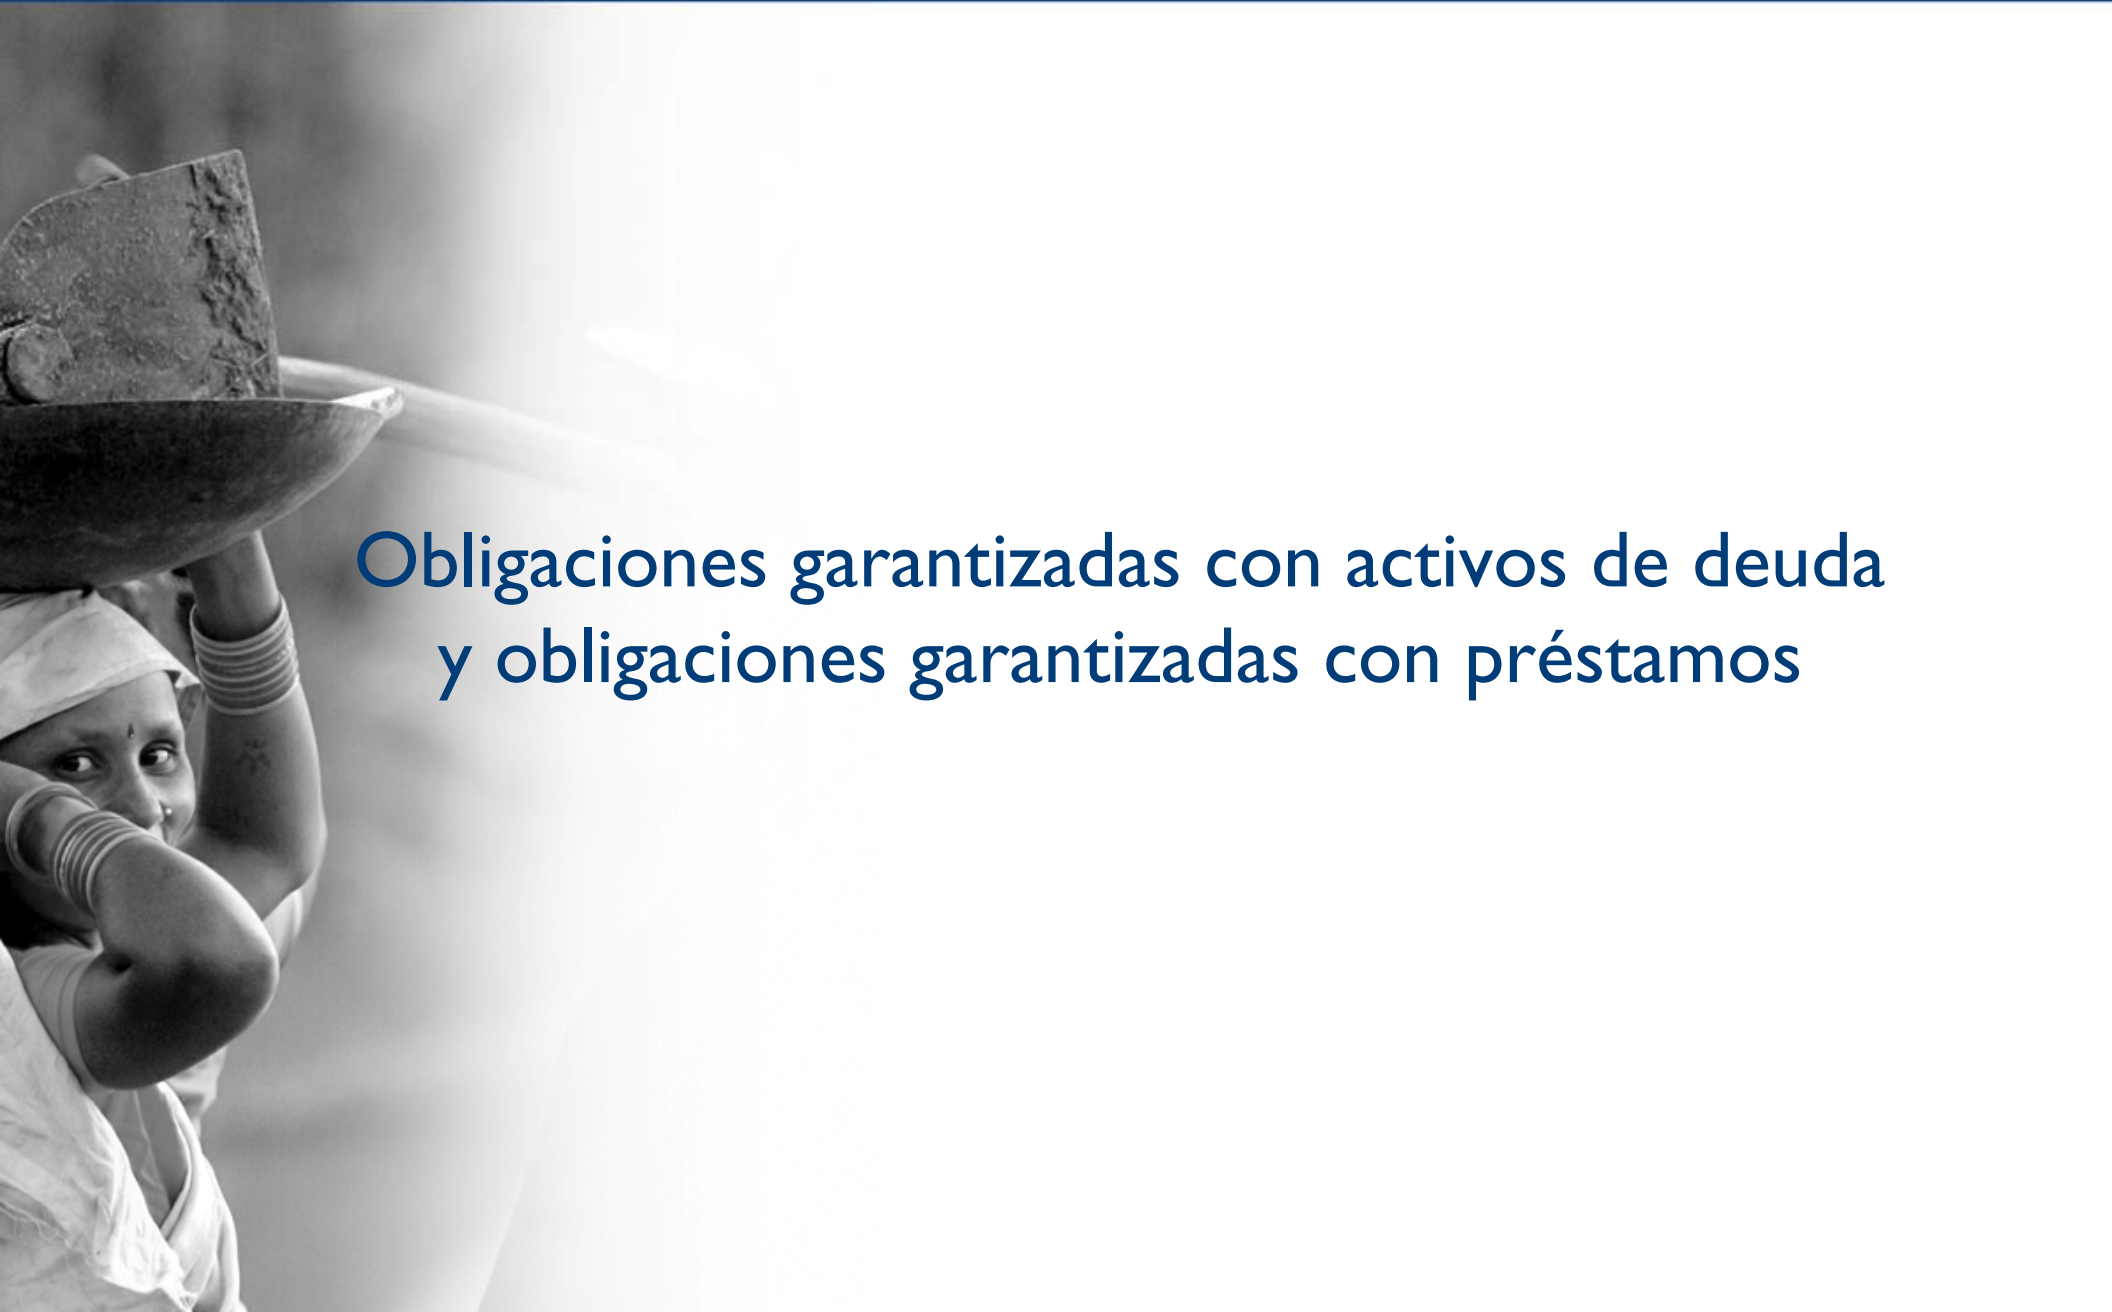 Obligaciones garantizadas con activos de deuda
y obligaciones garantizadas con préstamos